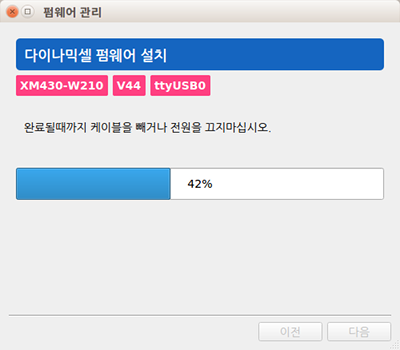 펌웨어 관리
다이나믹셀 펌웨어 설치
XM430-W210 V44 ttyUSB0
완료될때까지 케이블을 빼거나 전원을 끄지마십시오.
42%
이전 다음